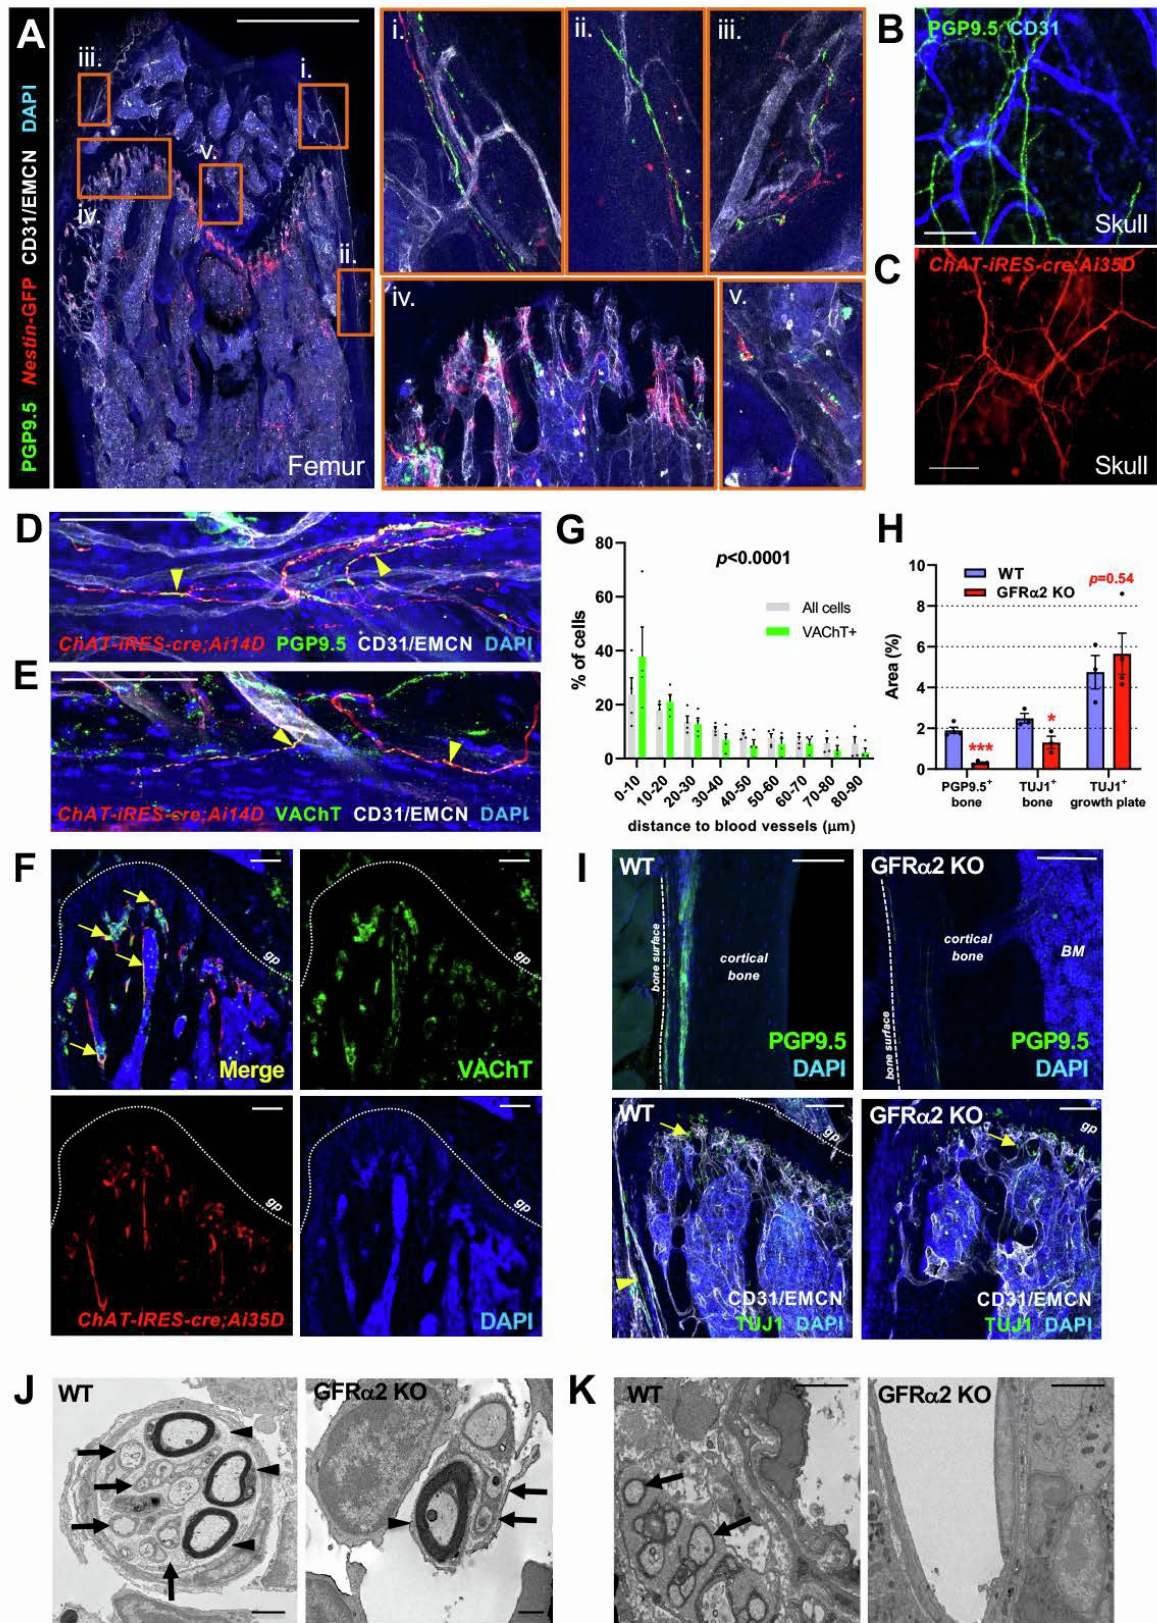 A
PGP9.5 Nestin-GFP CD31/EMCN DAPI
iii.
i.
v.
iv.
ii.
Femur
i.
ii.
iii.
iv.
v.
B
PGP9.5 CD31
Skull
C
ChAT-iRES-cre;Ai35D
Skull
D
ChAT-iRES-cre;Ai14D PGP9.5 CD31/EMCN DAPI
E
ChAT-iRES-cre;Ai14D VAChT CD31/EMCN DAPI
F
gp
Merge
gp
VAChT
gp
ChAT-IRES-cre;Ai35D
gp
DAPI
G
p<0.0001
All cells
VAChT+
% of cells
80
60
40
20
0
0-10
10-20
20-30
30-40
40-50
50-60
60-70
70-80
80-90
distance to blood vessels (μm)
H
WT
GFRα2 KO
p=0.54
Area (%)
10
8
6
4
2
0
***
*
PGP9.5+
bone
TUJ1+
bone
TUJ1+
growth plate
I
WT
bone surface
cortical
bone
PGP9.5
DAPI
GFRα2 KO
bone surface
cortical
bone
BM
PGP9.5
DAPI
WT
gp
CD31/EMCN
TUJ1 DAPI
GFRα2 KO
gp
CD31/EMCN
TUJ1 DAPI
J
WT
GFRα2 KO
K
WT
GFRα2 KO